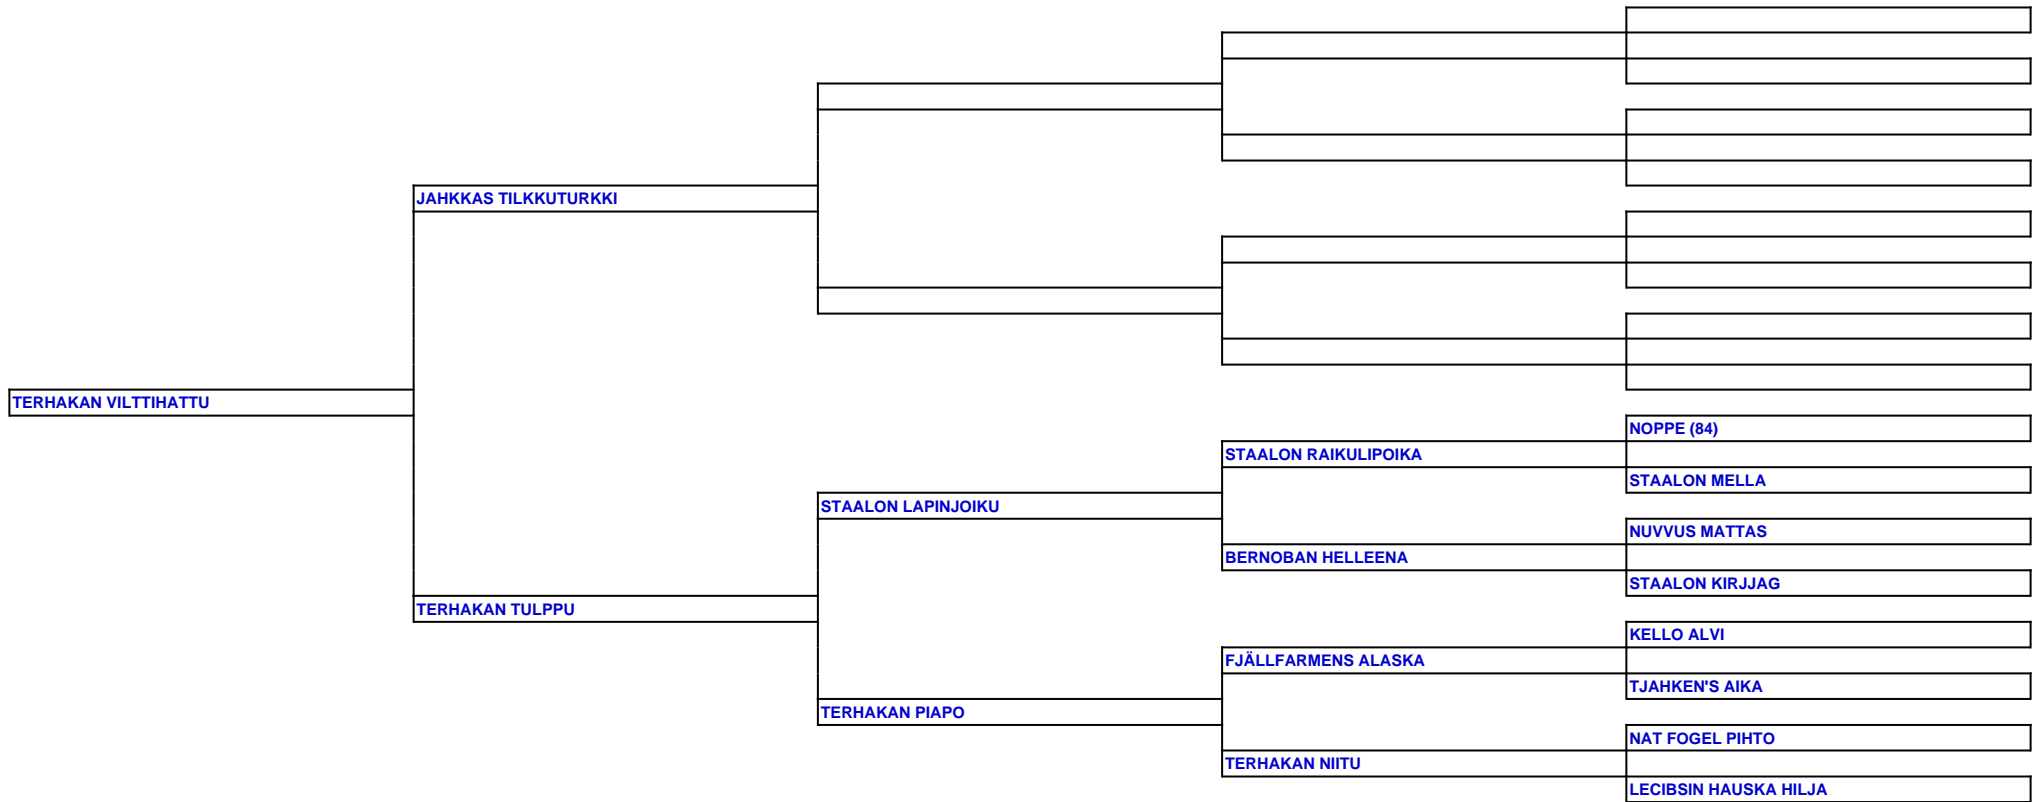 JAHKKAS TILKKUTURKKI
TERHAKAN VILTTIHATTU
NOPPE (84)
STAALON RAIKULIPOIKA
STAALON MELLA
STAALON LAPINJOIKU
NUVVUS MATTAS
BERNOBAN HELLEENA
STAALON KIRJJAG
TERHAKAN TULPPU
KELLO ALVI
FJÄLLFARMENS ALASKA
TJAHKEN'S AIKA
TERHAKAN PIAPO
NAT FOGEL PIHTO
TERHAKAN NIITU
LECIBSIN HAUSKA HILJA